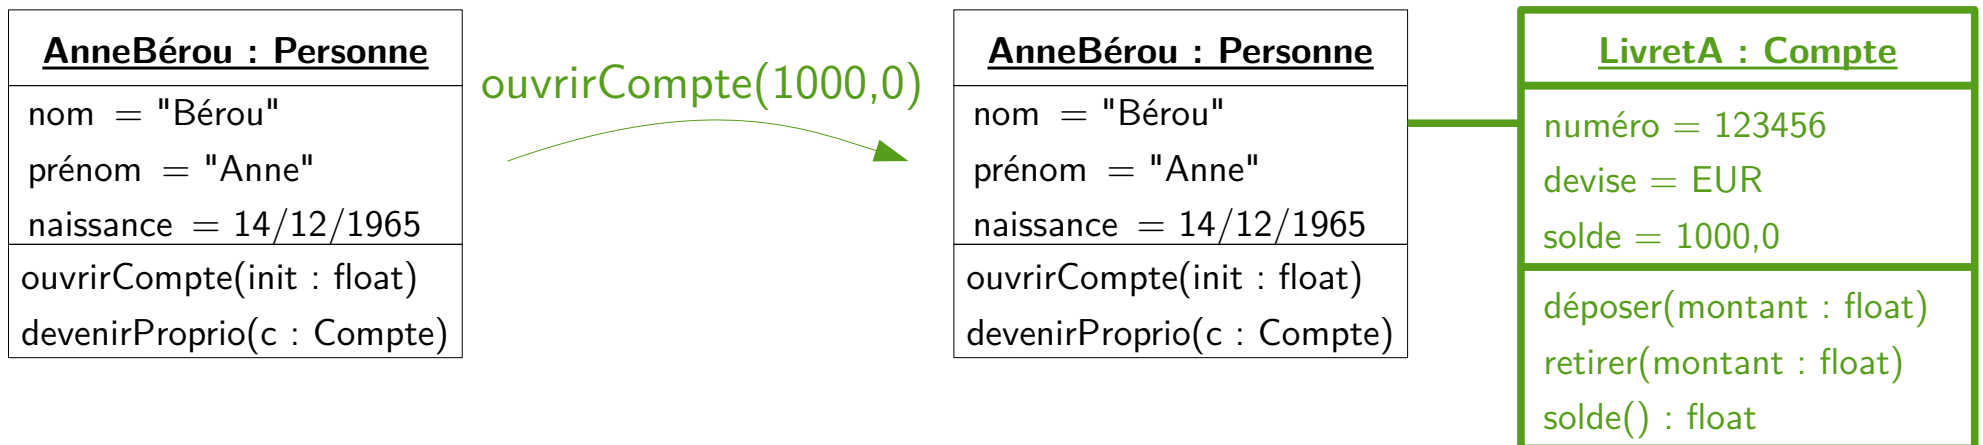 AnneBérou : Personne
nom = "Bérou"
prénom = "Anne"
naissance = 14/12/1965
ouvrirCompte(init : float)
devenirProprio(c : Compte)
ouvrirCompte(1000,0)
AnneBérou : Personne
nom = "Bérou"
prénom = "Anne"
naissance = 14/12/1965
ouvrirCompte(init : float)
devenirProprio(c : Compte)
LivretA : Compte
numéro = 123456
devise = EUR
solde = 1000,0
déposer(montant : float)
retirer(montant : float)
solde() : float